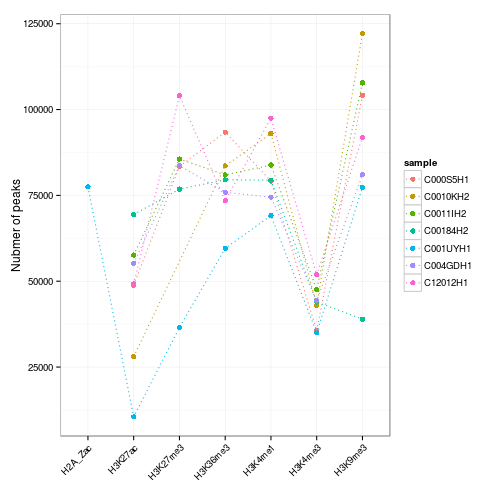 125000
100000
75000
50000
25000
Nubmer of peaks
H2A_Zac
H3K27ac
H3K27me3
H3K36me3
H3K4me1
H3K4me3
H3K9me3
sample
C000S5H1
C0010KH2
C0011IH2
C00184H2
C001UYH1
C004GDH1
C12012H1